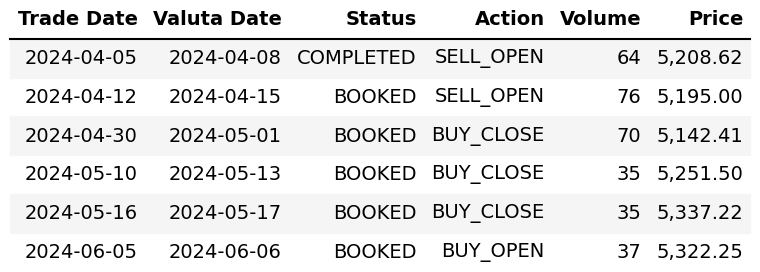 Trade Date Valuta Date Status Action Volume Price
2024-04-05 2024-04-08 COMPLETED SELL_OPEN 64 5,208.62
2024-04-12 2024-04-15 BOOKED SELL_OPEN 76 5,195.00
2024-04-30 2024-05-01 BOOKED BUY_CLOSE 70 5,142.41
2024-05-10 2024-05-13 BOOKED BUY_CLOSE 35 5,251.50
2024-05-16 2024-05-17 BOOKED BUY_CLOSE 35 5,337.22
2024-06-05 2024-06-06 BOOKED BUY_OPEN 37 5,322.25